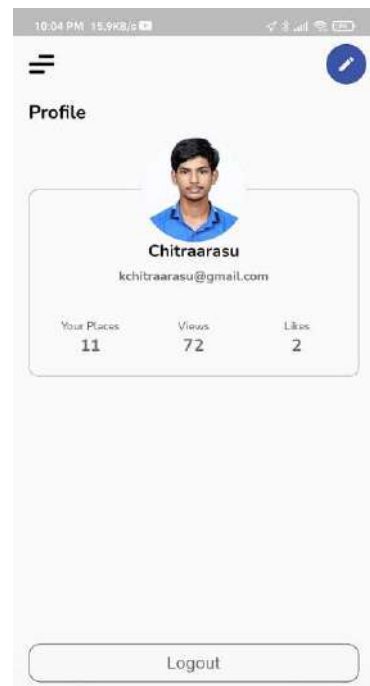 10:04 PM 15.9KB/s
Profile
Chitraarasu
kchitraarasu@gmail.com
Your Places Views Likes
11 72 2
Logout